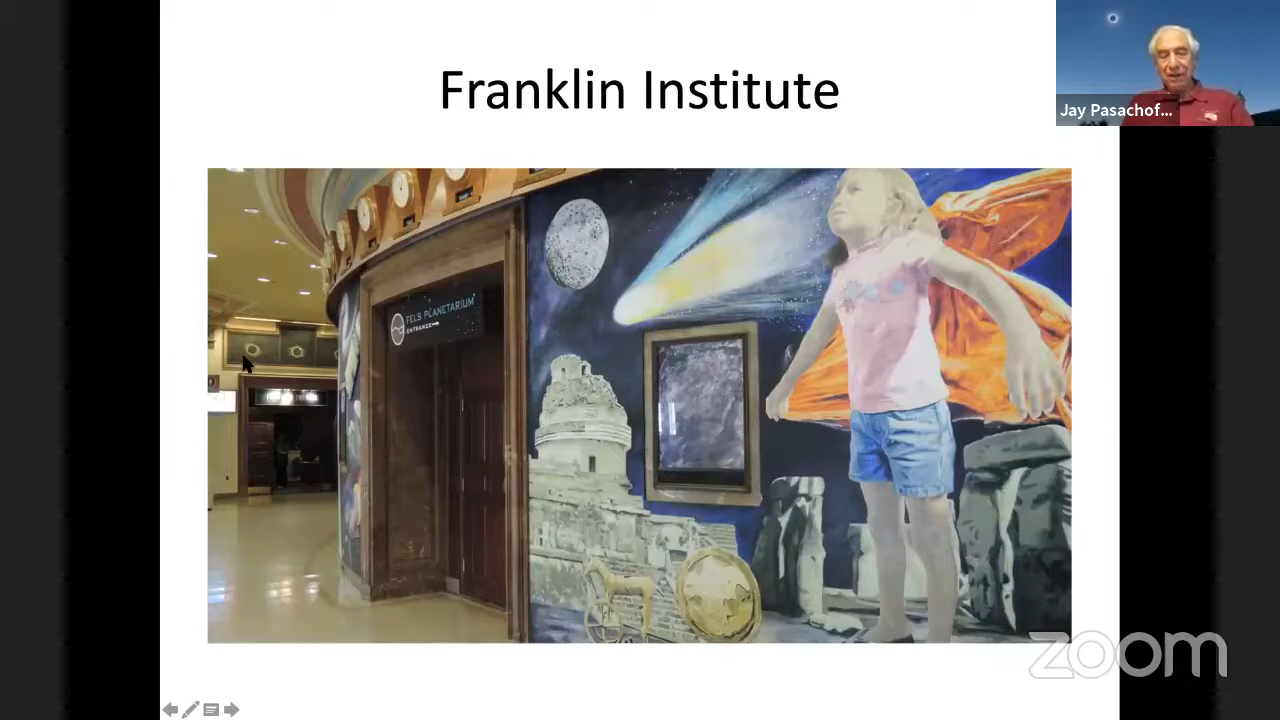 Franklin Institute
Jay Pasachof...
FELS PLANETARIUM
ENTRANCE
zoom